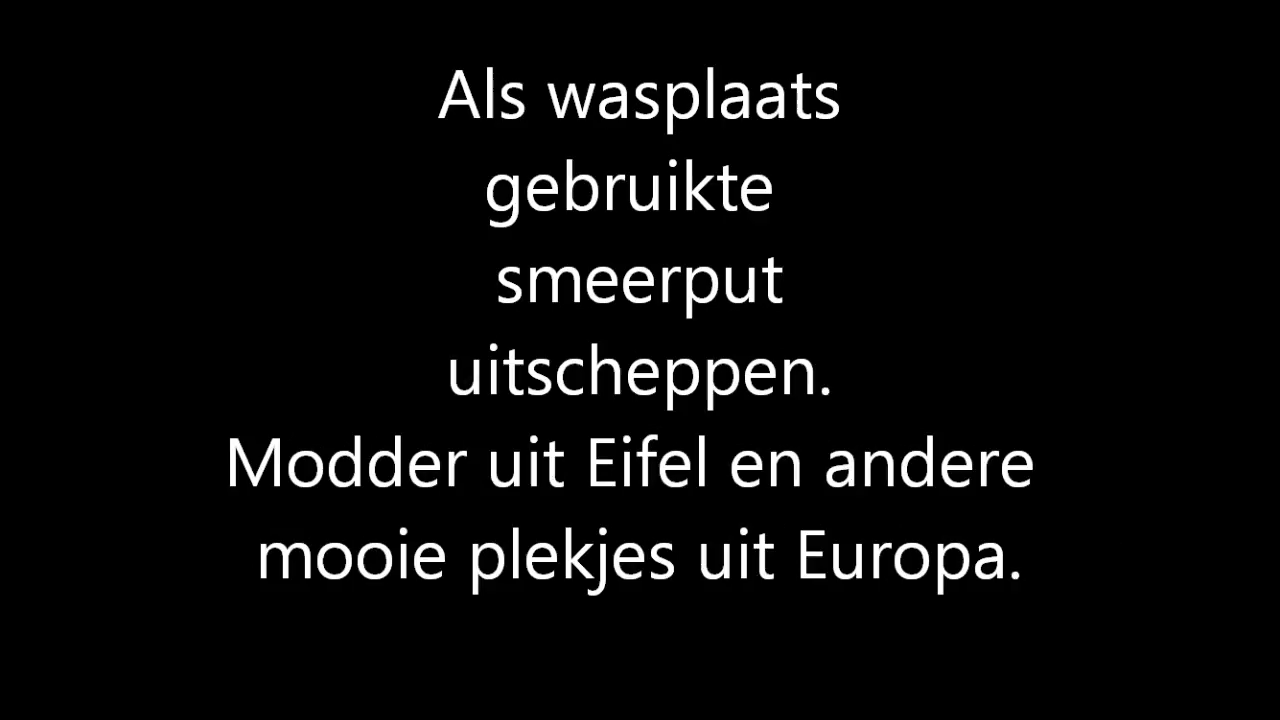 Als wasplaats
gebruikte
smeerput
uitscheppen.
Modder uit Eifel en andere
mooie plekjes uit Europa.